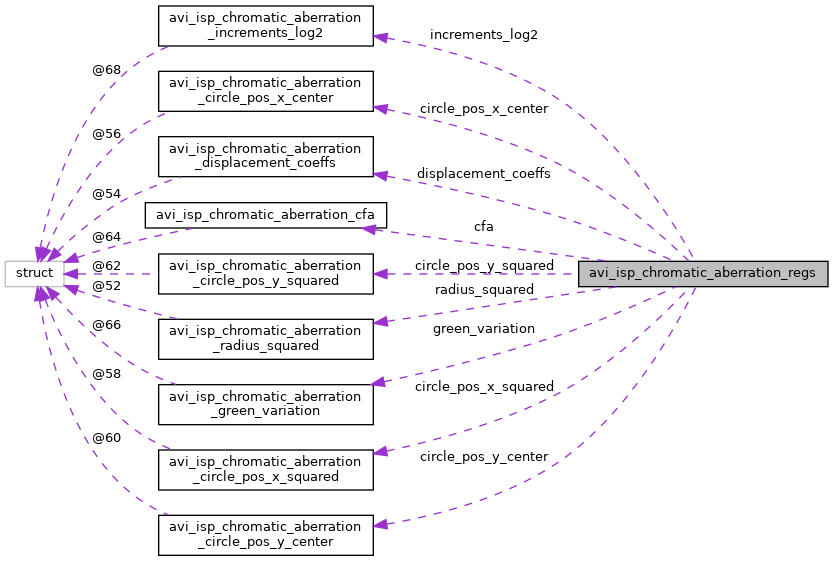 avi_isp_chromatic_aberration
_increments_log2
increments_log2
@68
avi_isp_chromatic_aberration
_circle_pos_x_center
circle_pos_x_center
@56
avi_isp_chromatic_aberration
_displacement_coeffs
displacement_coeffs
@54
avi_isp_chromatic_aberration_cfa
cfa
@64
struct
@62
avi_isp_chromatic_aberration
_circle_pos_y_squared
circle_pos_y_squared
avi_isp_chromatic_aberration_regs
@52
radius_squared
avi_isp_chromatic_aberration
_radius_squared
@66
green_variation
avi_isp_chromatic_aberration
_green_variation
@58
circle_pos_x_squared
avi_isp_chromatic_aberration
_circle_pos_x_squared
@60
circle_pos_y_center
avi_isp_chromatic_aberration
_circle_pos_y_center